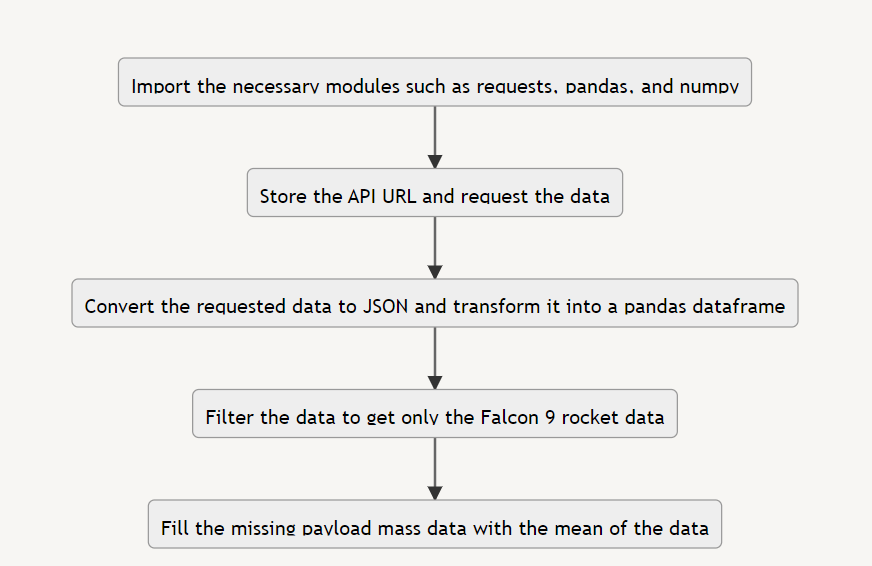 Import the necessary modules such as requests, pandas, and numpy
Store the API URL and request the data
Convert the requested data to JSON and transform it into a pandas dataframe
Filter the data to get only the Falcon 9 rocket data
Fill the missing payload mass data with the mean of the data